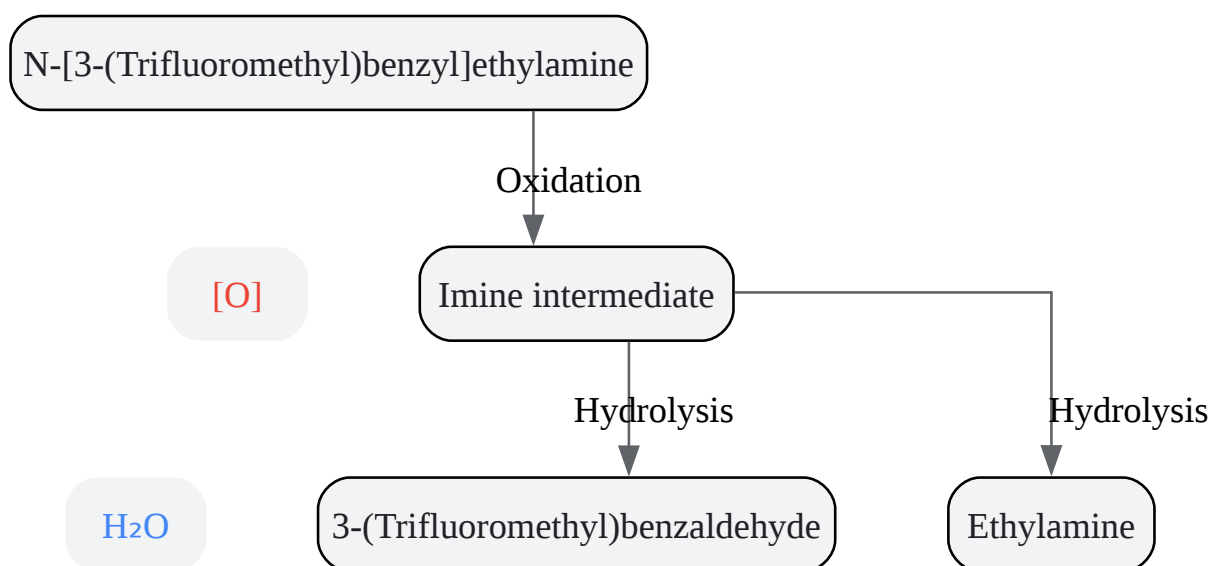 N-[3-(Trifluoromethyl)benzyl]ethylamine
Oxidation
[O]
Imine intermediate
Hydrolysis
Hydrolysis
H₂O
3-(Trifluoromethyl)benzaldehyde
Ethylamine